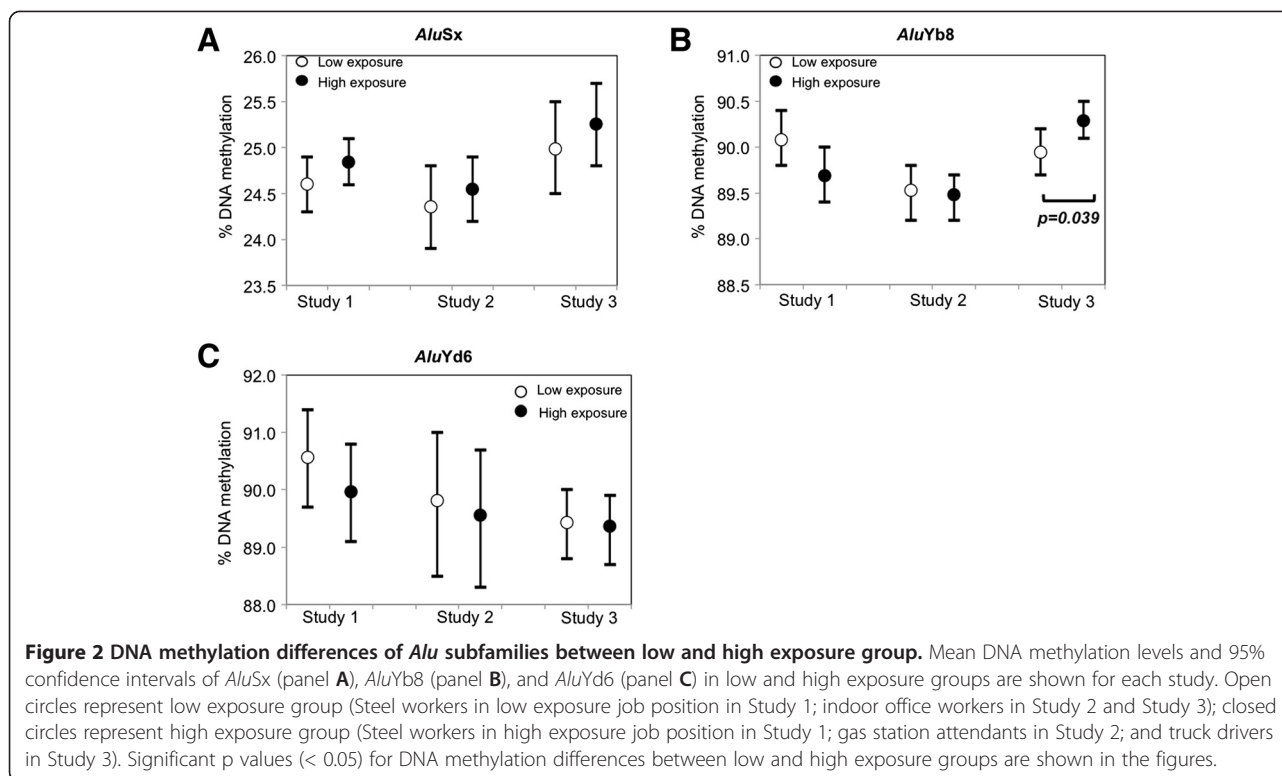 A
AluSx
Low exposure
High exposure
% DNA methylation
26.0
25.5
25.0
24.5
24.0
23.5
Study 1
Study 2
Study 3
B
AluYb8
Low exposure
High exposure
% DNA methylation
91.0
90.5
90.0
89.5
89.0
88.5
p=0.039
Study 1
Study 2
Study 3
C
AluYd6
Low exposure
High exposure
% DNA methylation
92.0
91.0
90.0
89.0
88.0
Study 1
Study 2
Study 3
Figure 2 DNA methylation differences of Alu subfamilies between low and high exposure group. Mean DNA methylation levels and 95%
confidence intervals of AluSx (panel A), AluYb8 (panel B), and AluYd6 (panel C) in low and high exposure groups are shown for each study. Open
circles represent low exposure group (Steel workers in low exposure job position in Study 1; indoor office workers in Study 2 and Study 3); closed
circles represent high exposure group (Steel workers in high exposure job position in Study 1; gas station attendants in Study 2; and truck drivers
in Study 3). Significant p values (< 0.05) for DNA methylation differences between low and high exposure groups are shown in the figures.